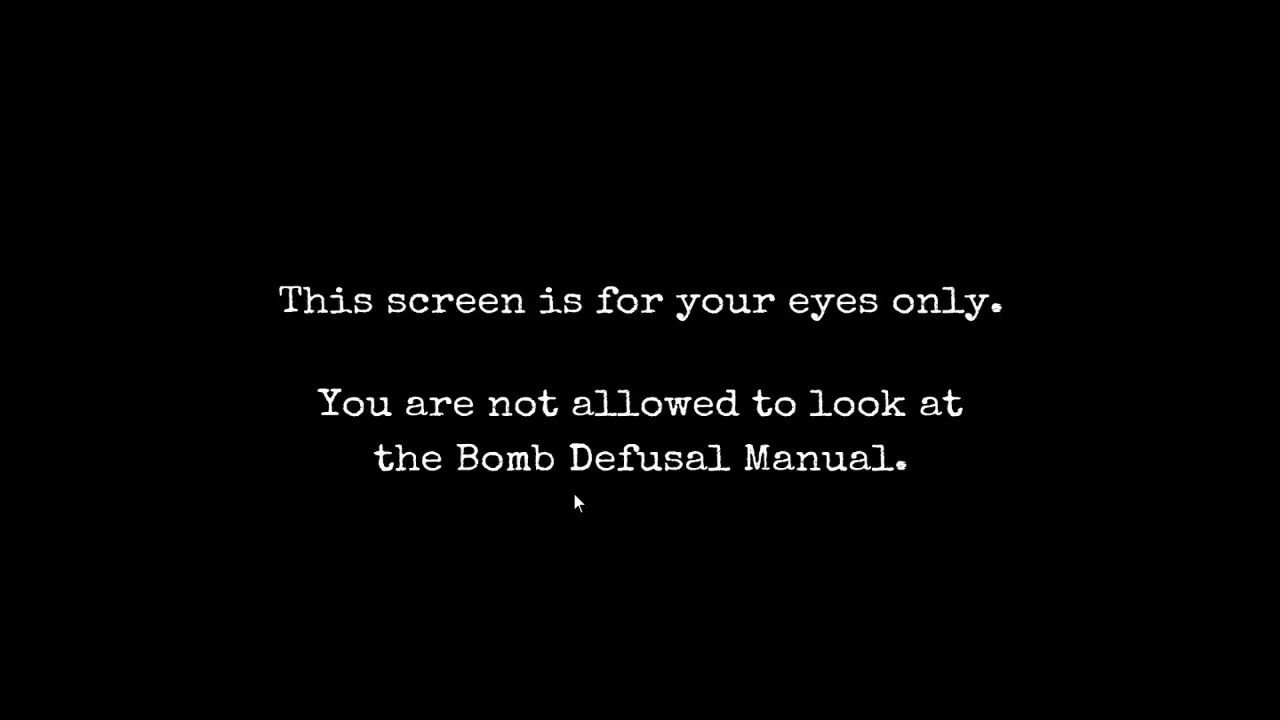 This screen is for your eyes only.
You are not allowed to look at
the Bomb Defusal Manual.